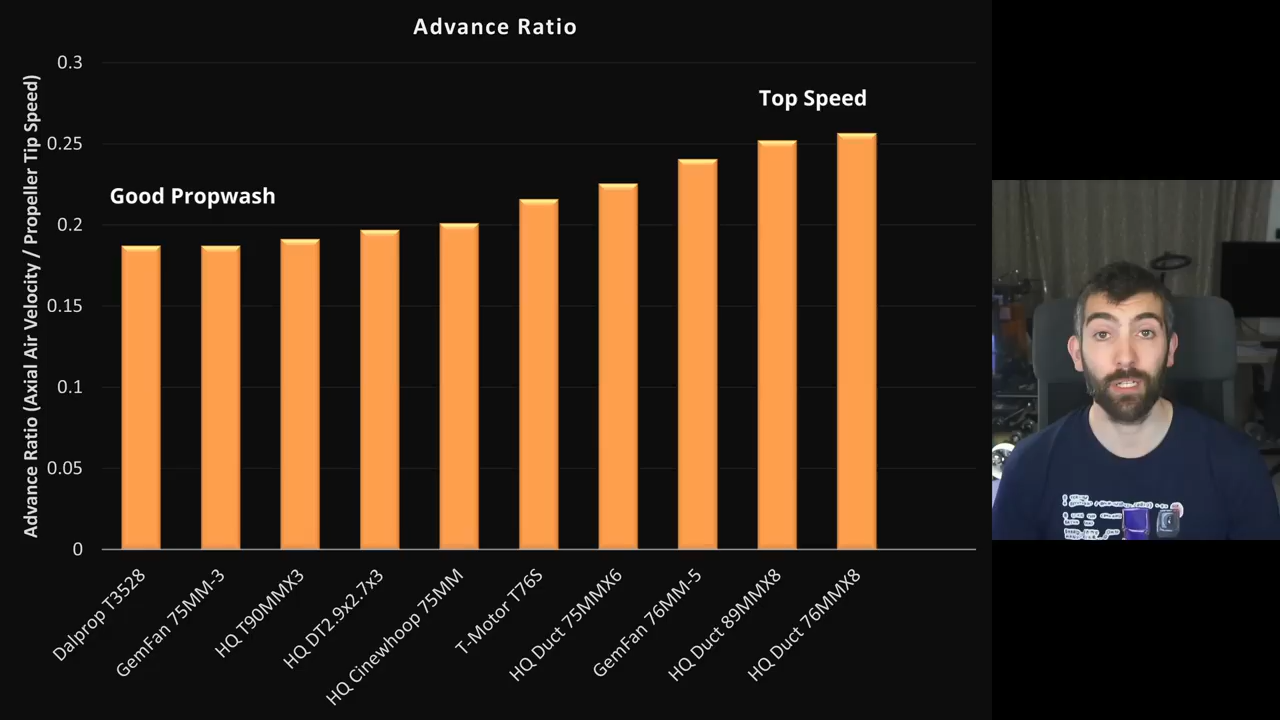 Advance Ratio
Advance Ratio (Axial Air Velocity / Propeller Tip Speed)
0.3
0.25
0.2
0.15
0.1
0.05
0
Good Propwash
Top Speed
Dalprop T3528
GemFan 75MM-3
HQ T90MMX3
HQ DT2.9x2.7x3
HQ Cinewhoop 75MM
T-Motor T76S
HQ Duct 75MMX6
GemFan 76MM-5
HQ Duct 89MMX8
HQ Duct 76MMX8